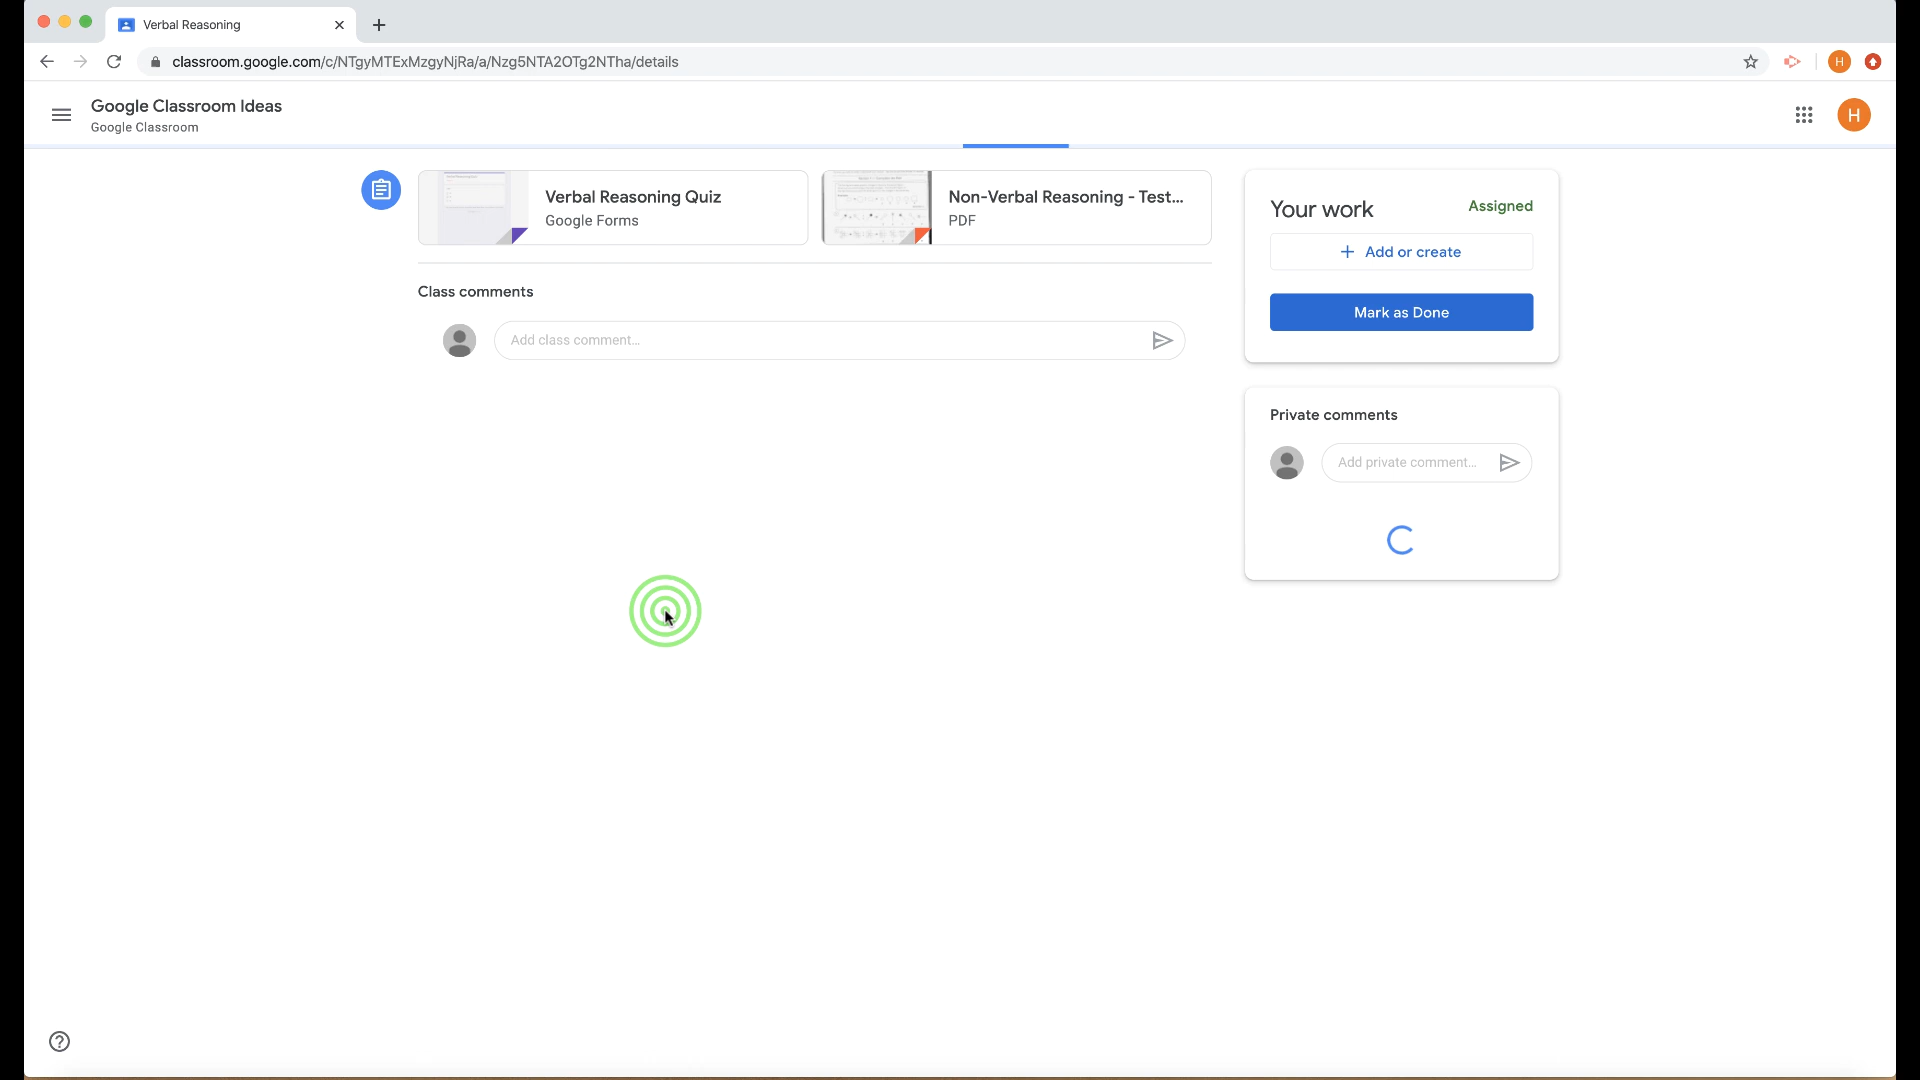 Verbal Reasoning
classroom.google.com/c/NTgyMTExMzgyNjRa/a/Nzg5NTA2OTg2NTha/details
H
Google Classroom Ideas
Google Classroom
H
Verbal Reasoning Quiz
Google Forms
Non-Verbal Reasoning - Test...
PDF
Your work
Assigned
+ Add or create
Mark as Done
Class comments
Add class comment...
Private comments
Add private comment...